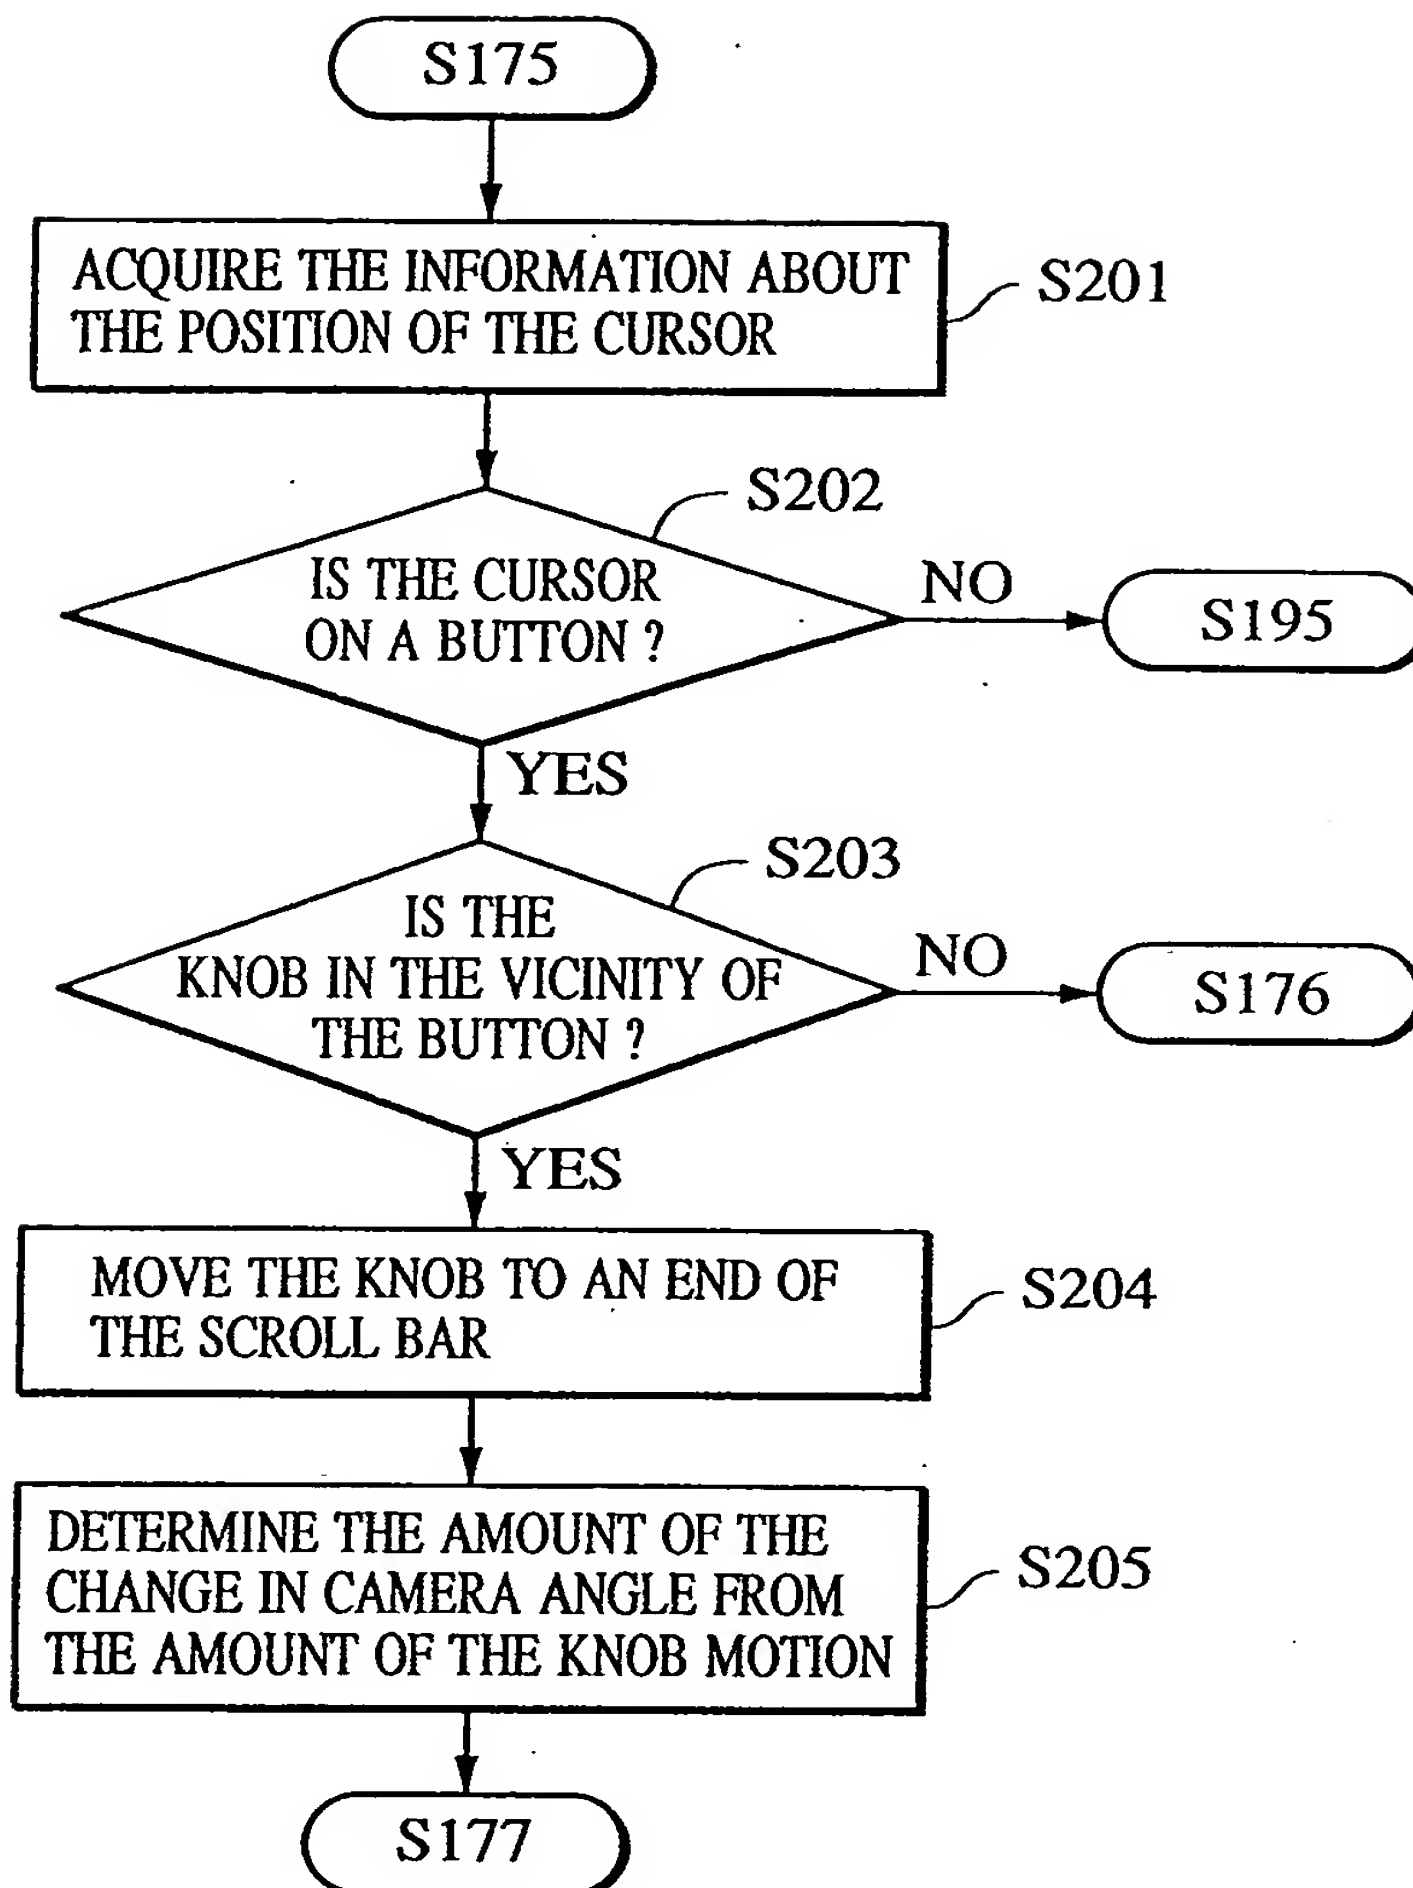 S175
ACQUIRE THE INFORMATION ABOUT
THE POSITION OF THE CURSOR
S201
S202
IS THE CURSOR
ON A BUTTON ?
NO
S195
YES
S203
IS THE
KNOB IN THE VICINITY OF
THE BUTTON ?
NO
S176
YES
MOVE THE KNOB TO AN END OF
THE SCROLL BAR
S204
DETERMINE THE AMOUNT OF THE
CHANGE IN CAMERA ANGLE FROM
THE AMOUNT OF THE KNOB MOTION
S205
S177